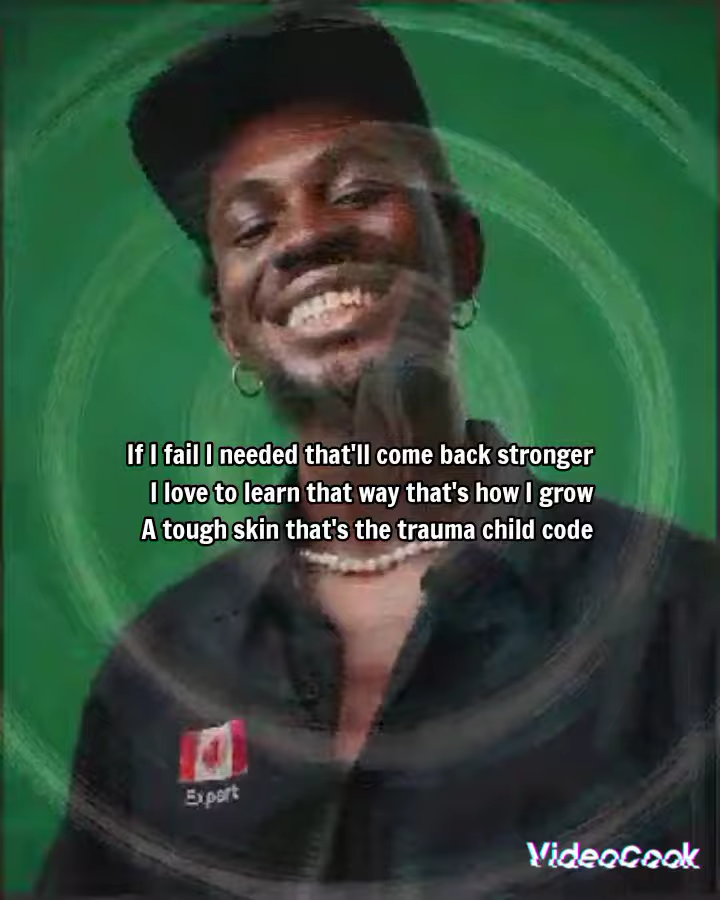 If I fail I needed that'll come back stronger
I love to learn that way that's how I grow
A tough skin that's the trauma child code
Expert
VideoCook